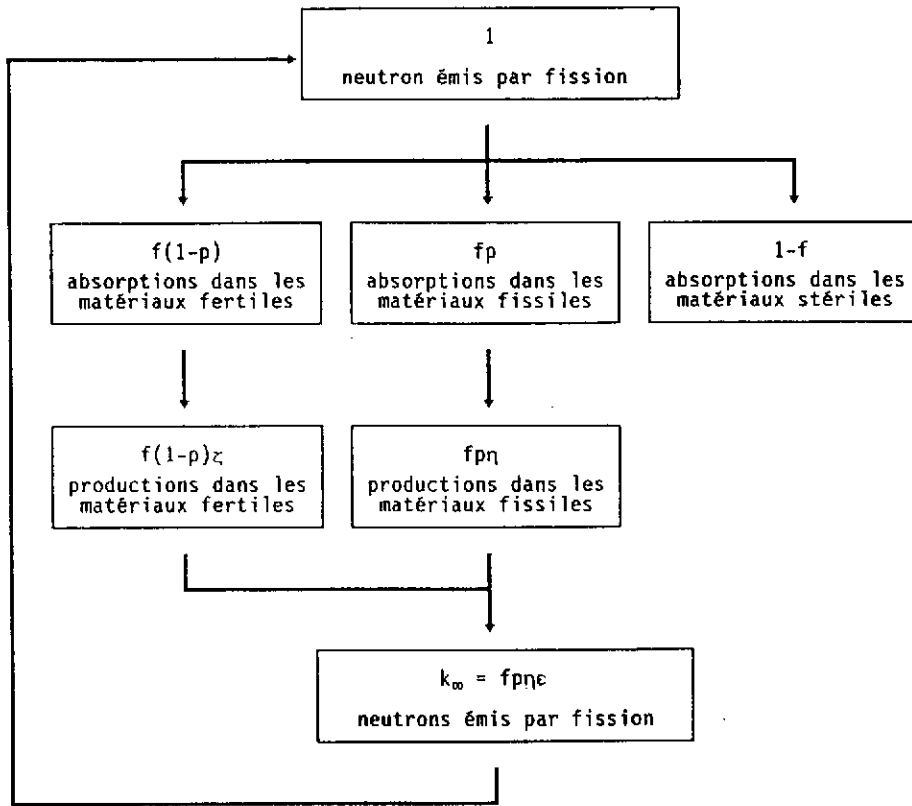 1
neutron émis par fission
f(1-p)
absorptions dans les
matériaux fertiles
fp
absorptions dans les
matériaux fissiles
1-f
absorptions dans les
matériaux stériles
f(1-p)ζ
productions dans les
matériaux fertiles
fpη
productions dans les
matériaux fissiles
k∞ = fpηε
neutrons émis par fission